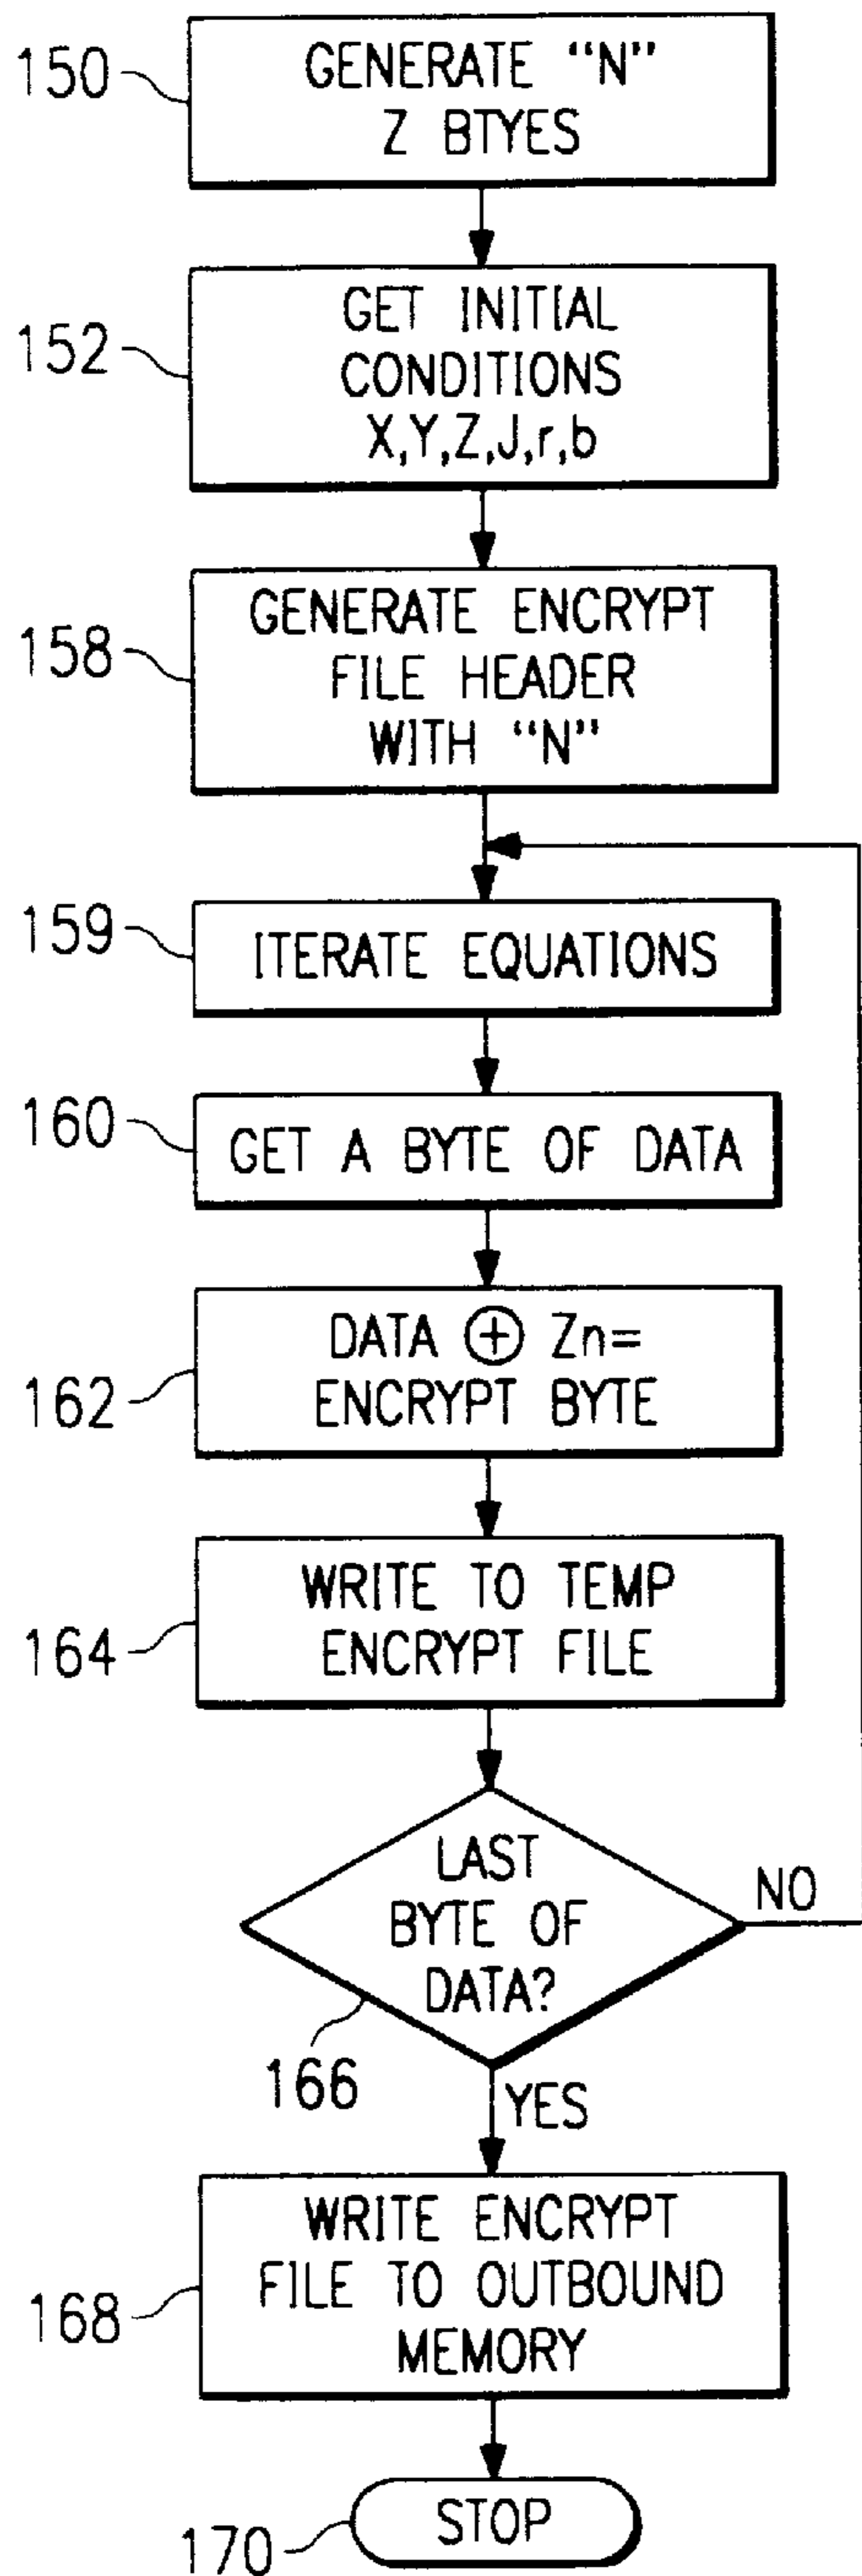 150
GENERATE “N”
Z BTYES
152
GET INITIAL
CONDITIONS
X,Y,Z,J,r,b
158
GENERATE ENCRYPT
FILE HEADER
WITH “N”
159
ITERATE EQUATIONS
160
GET A BYTE OF DATA
162
DATA ⊕ Zn=
ENCRYPT BYTE
164
WRITE TO TEMP
ENCRYPT FILE
LAST
BYTE OF
DATA?
NO
166
YES
168
WRITE ENCRYPT
FILE TO OUTBOUND
MEMORY
170
STOP